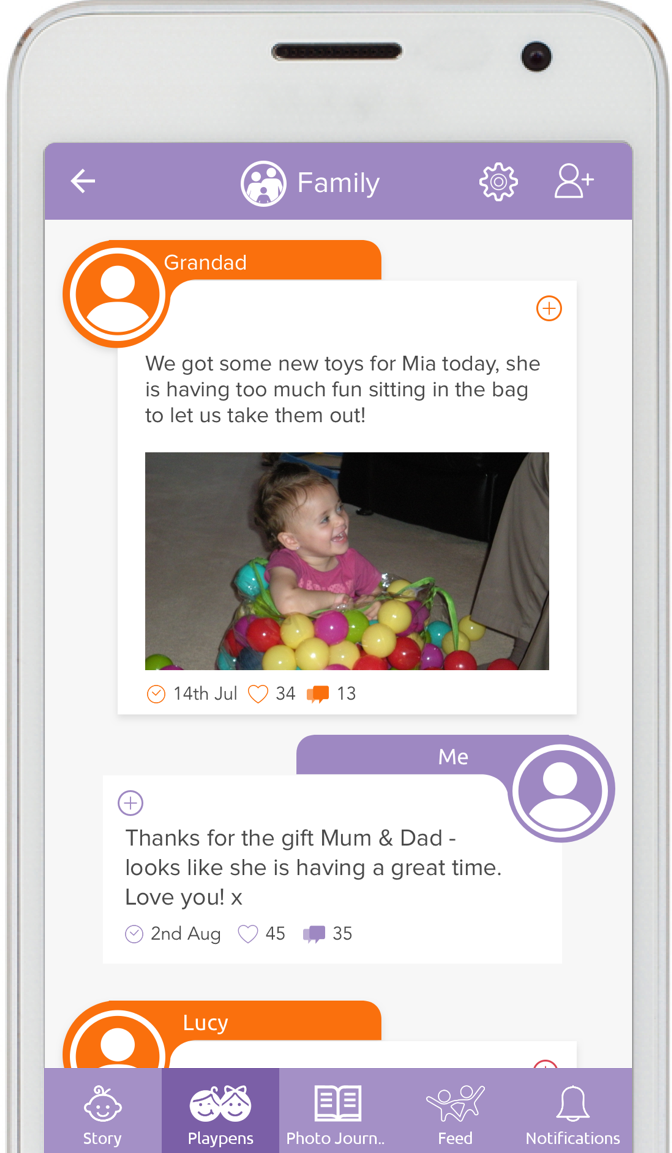 Family
Grandad
We got some new toys for Mia today, she
is having too much fun sitting in the bag
to let us take them out!
14th Jul 34 13
Me
Thanks for the gift Mum & Dad -
looks like she is having a great time.
Love you! x
2nd Aug 45 35
Lucy
Story Playpens Photo Journ.. Feed Notifications